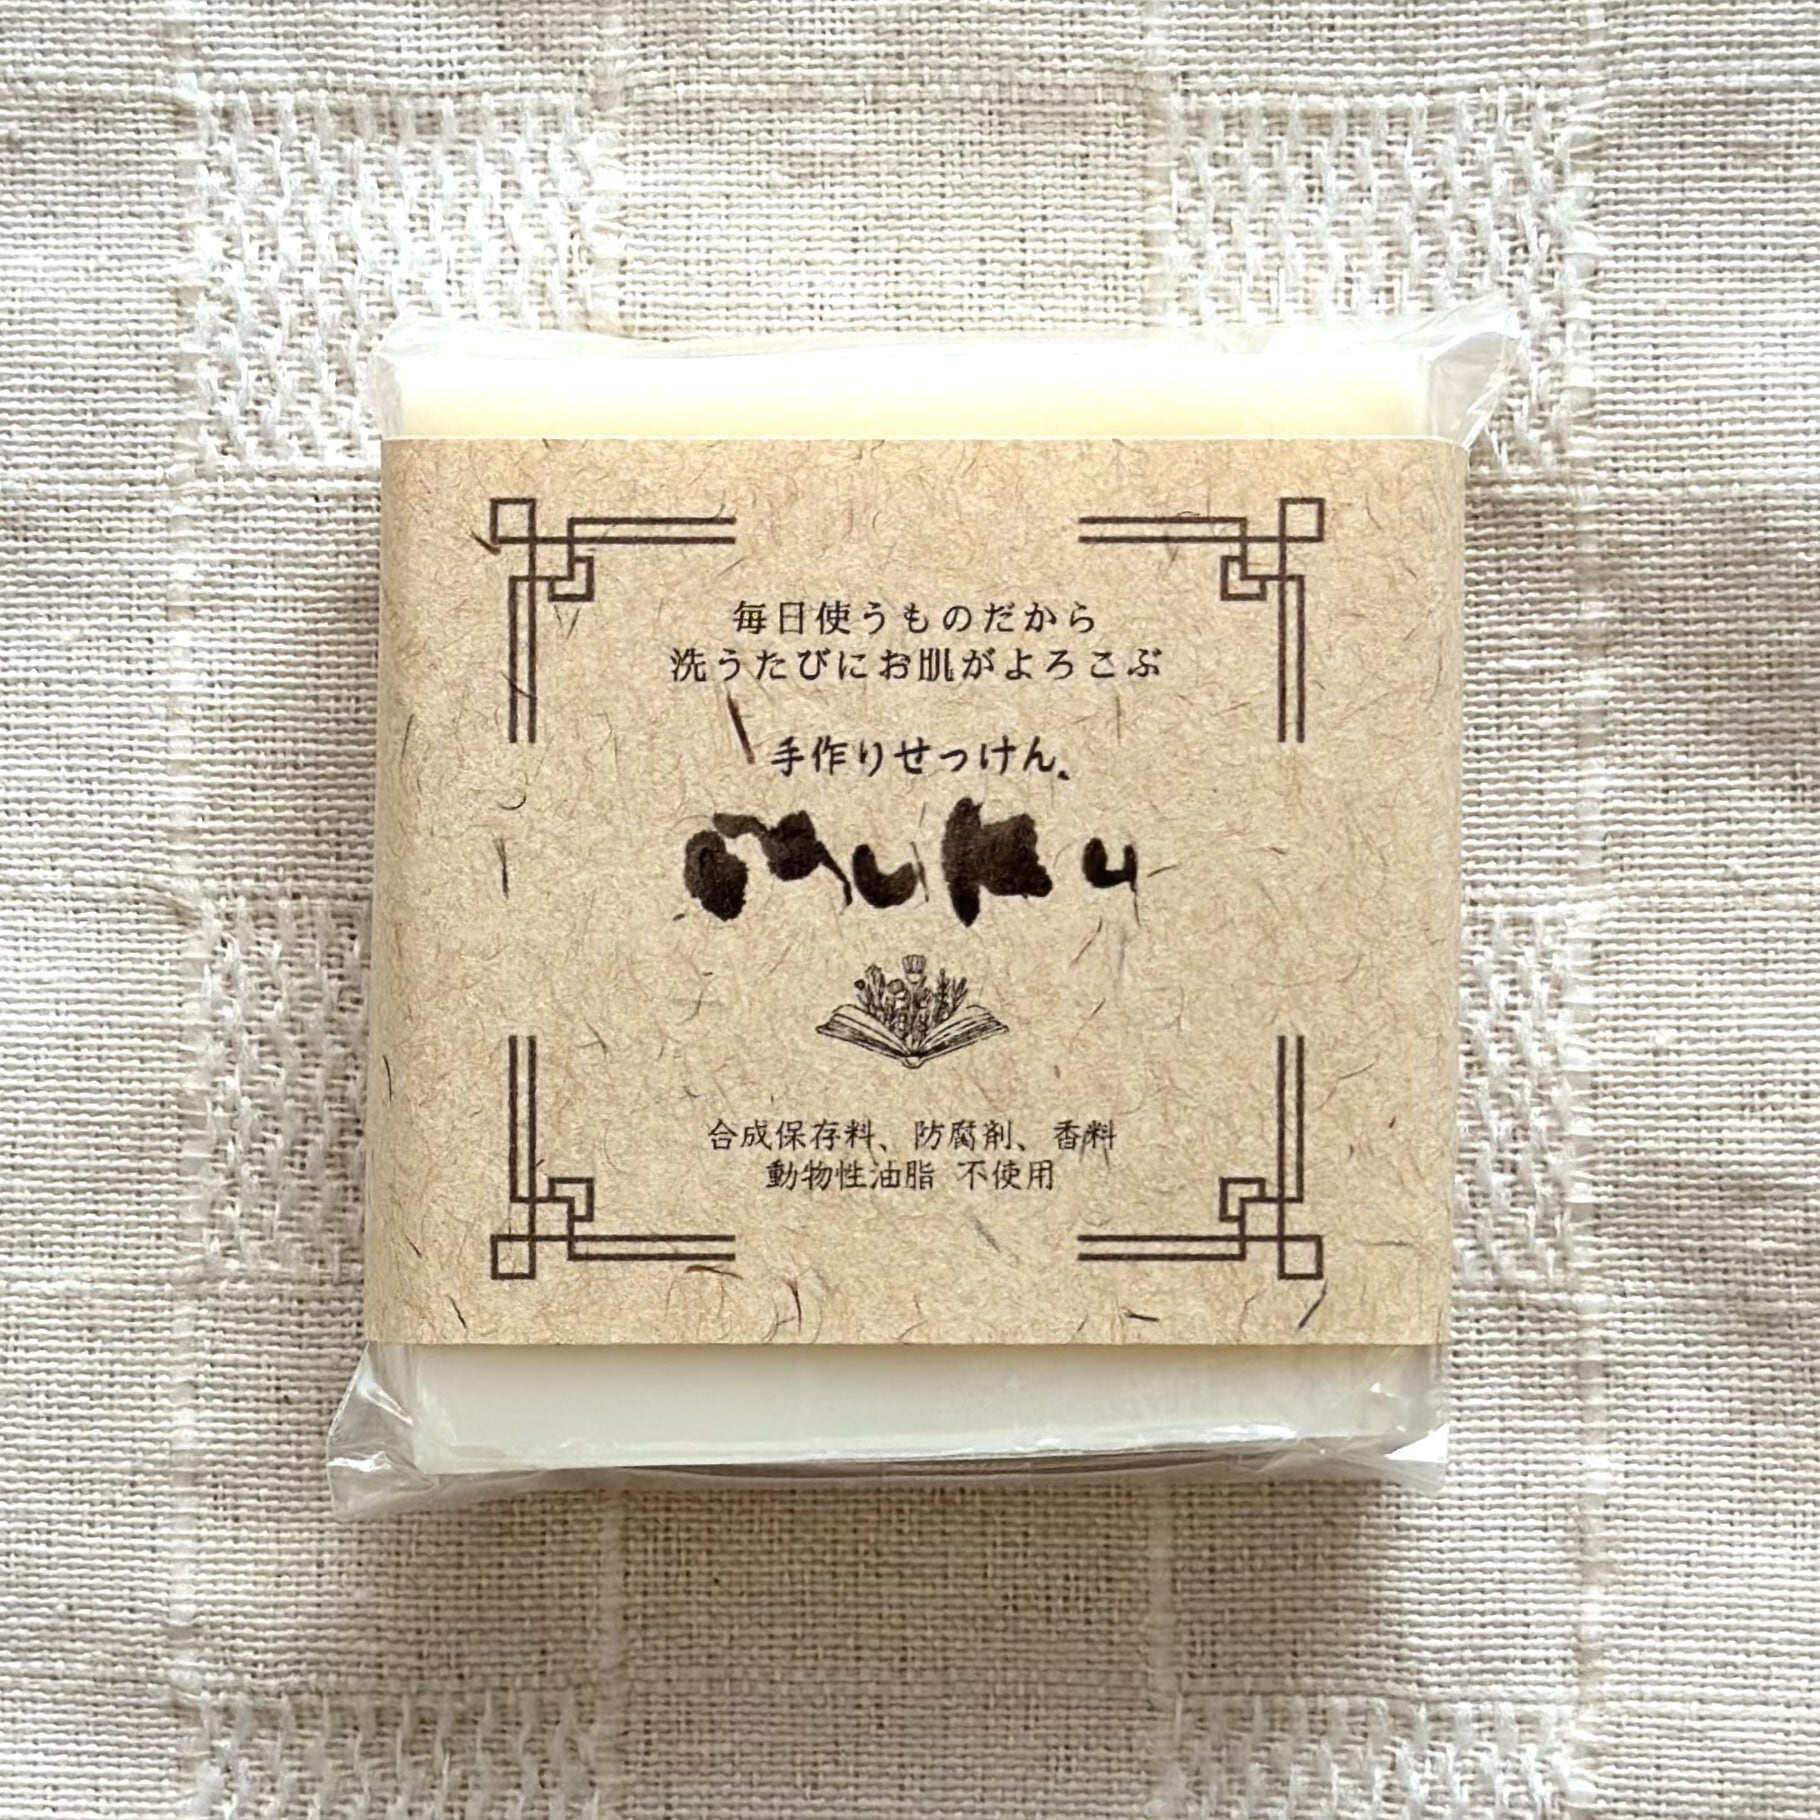 毎日使うものだから
洗うたびにお肌がよろこぶ
手作りせっけん。
muku
合成保存料、防腐剤、香料
動物性油脂 不使用